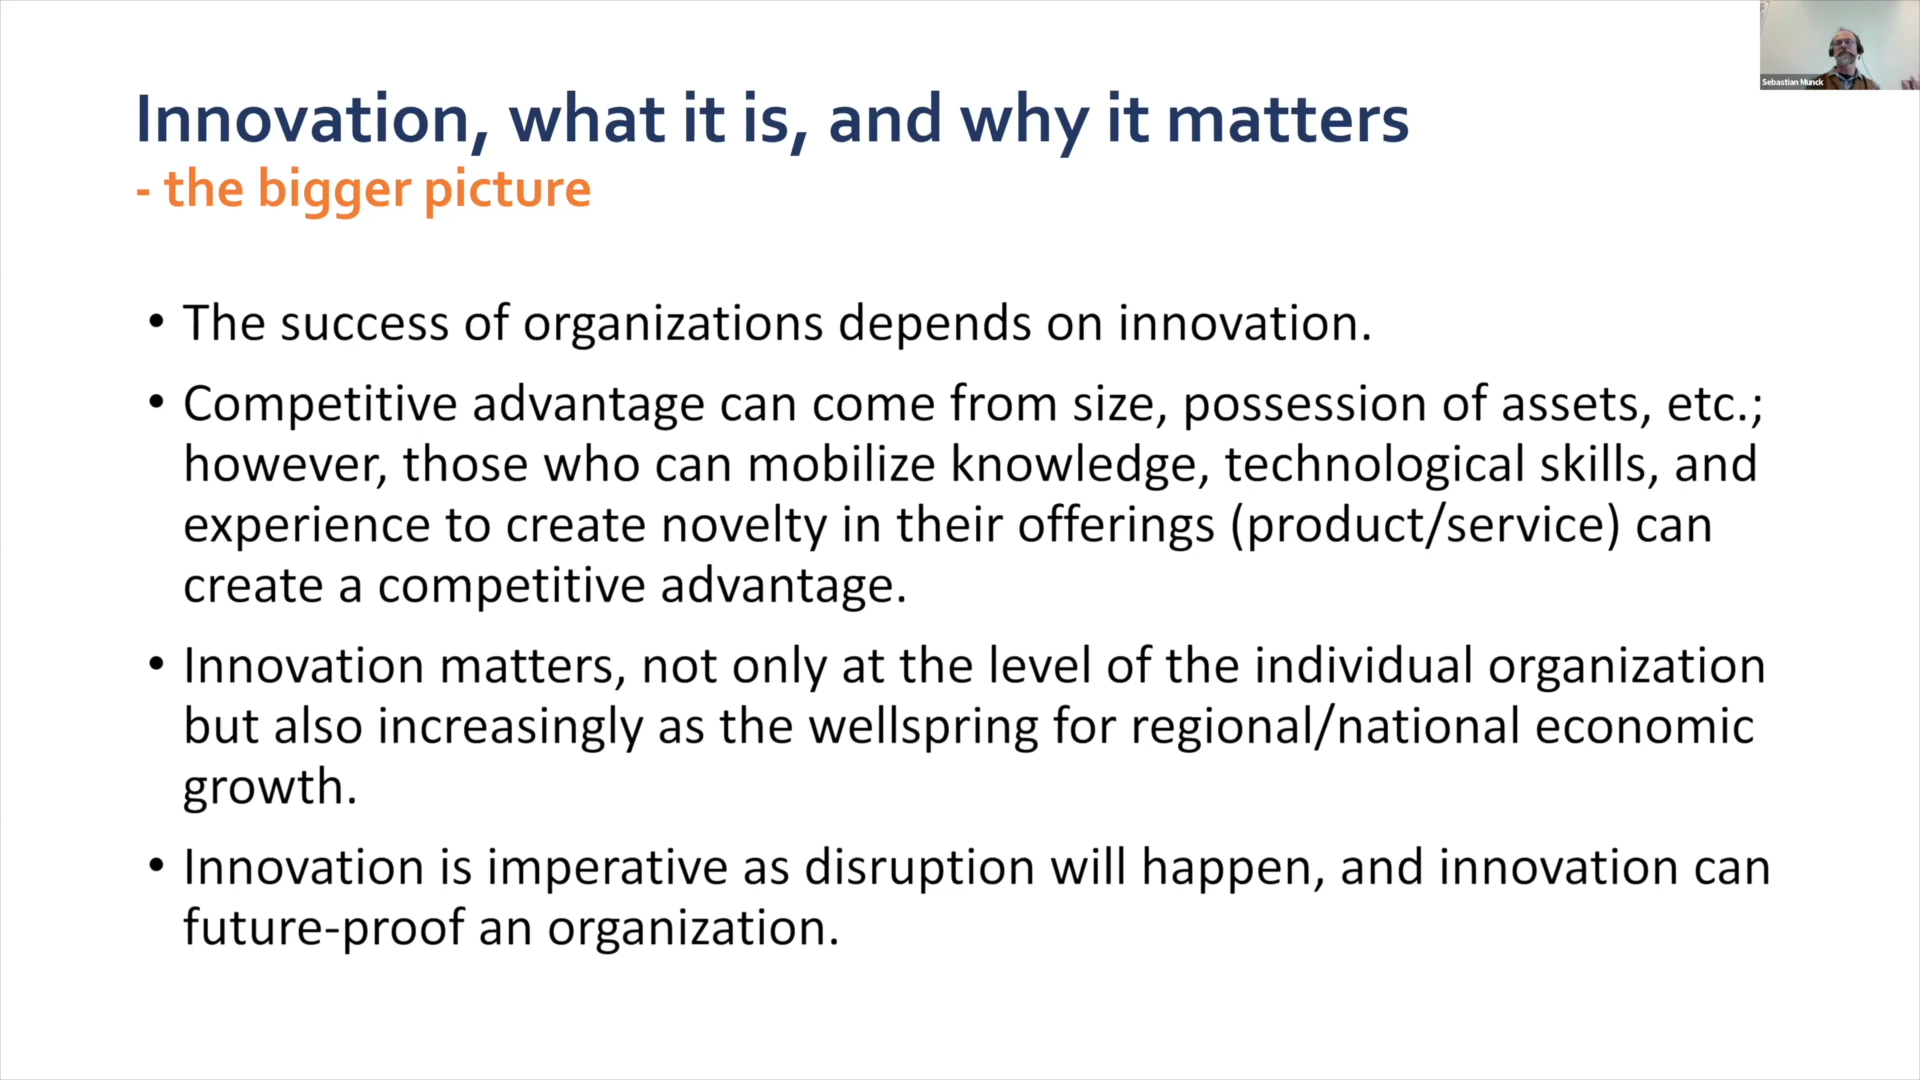 Sebastian Munck
Innovation, what it is, and why it matters
- the bigger picture
• The success of organizations depends on innovation.
• Competitive advantage can come from size, possession of assets, etc.;
however, those who can mobilize knowledge, technological skills, and
experience to create novelty in their offerings (product/service) can
create a competitive advantage.
• Innovation matters, not only at the level of the individual organization
but also increasingly as the wellspring for regional/national economic
growth.
• Innovation is imperative as disruption will happen, and innovation can
future-proof an organization.